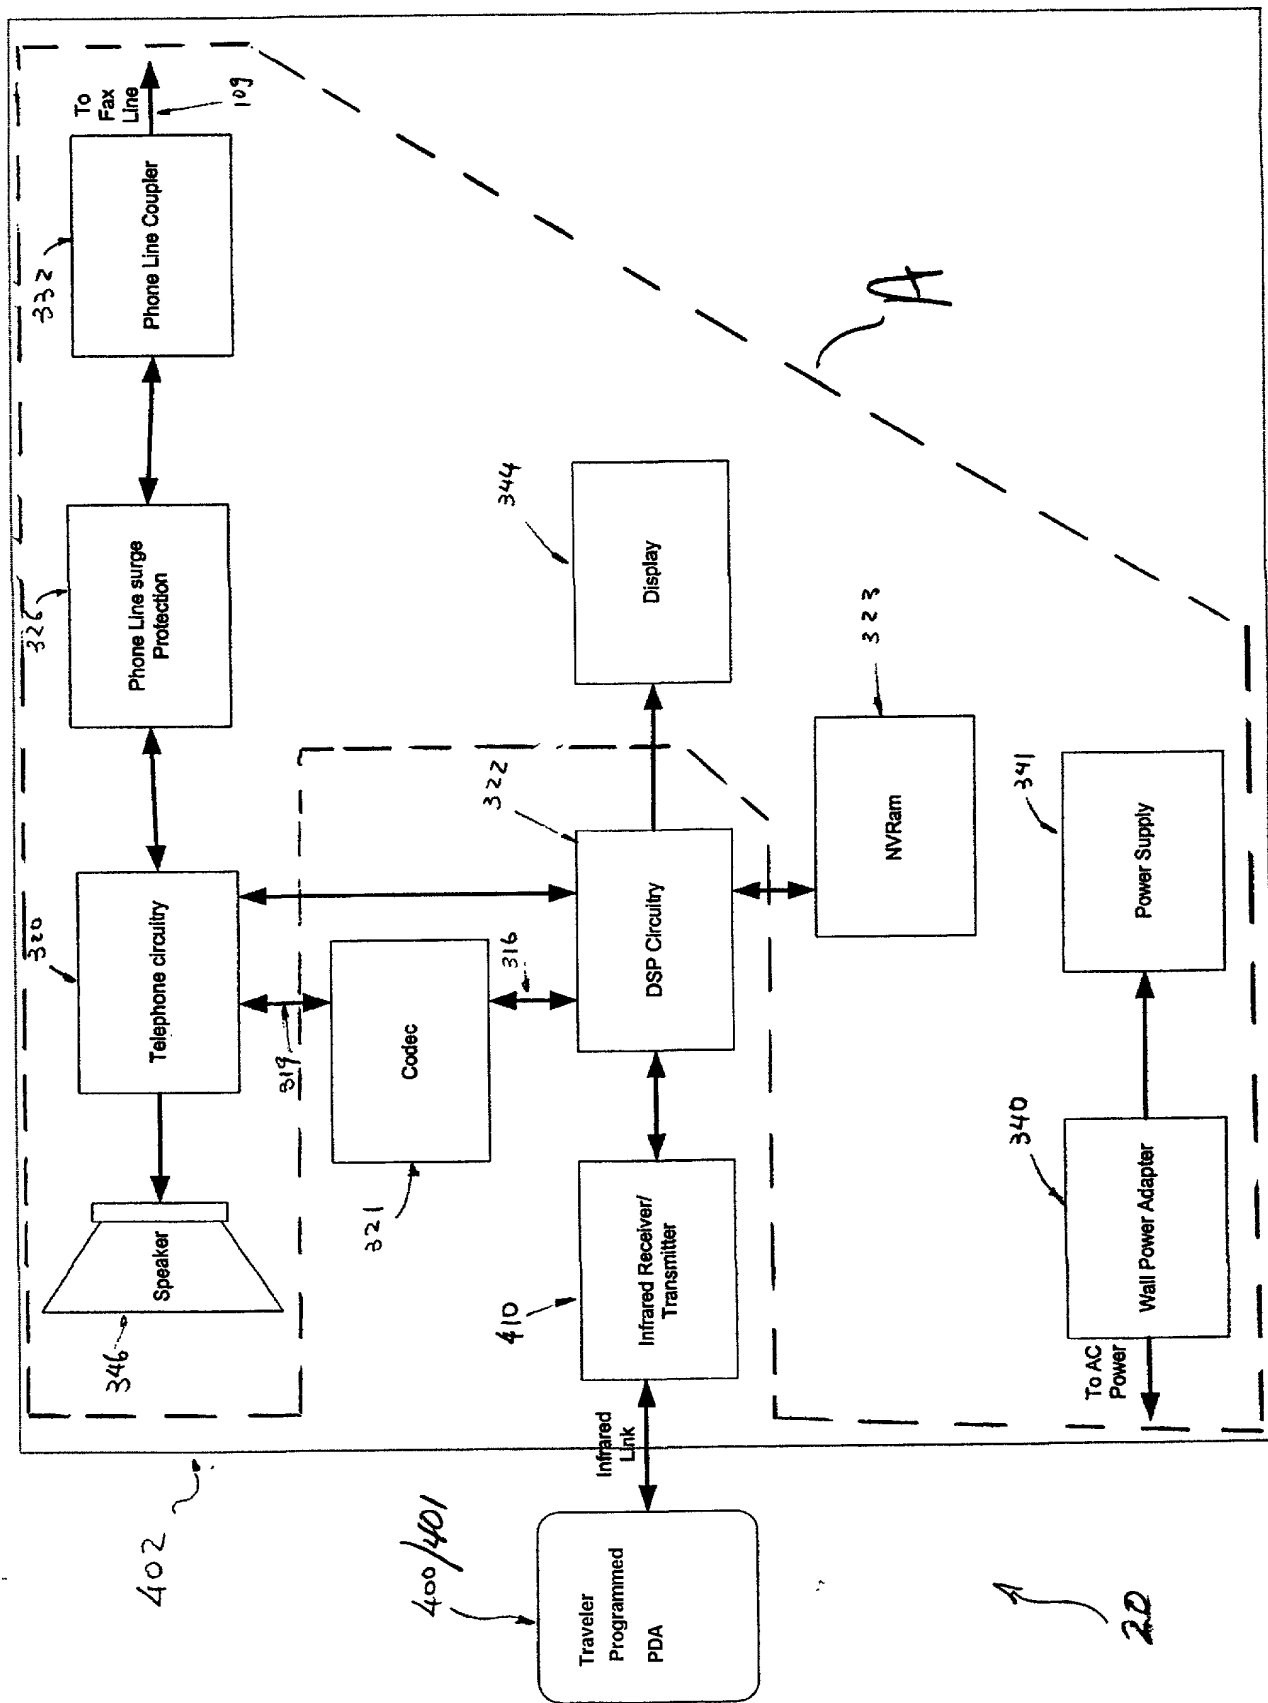 402
346
Speaker
320
Telephone circuitry
326
Phone Line surge
Protection
332
Phone Line Coupler
To
Fax
Line
109
319
321
Codec
316
400/401
Traveler
Programmed
PDA
Infrared
Link
410
Infrared Receiver/
Transmitter
322
DSP Circuitry
344
Display
323
NVRam
A
20
To AC
Power
340
Wall Power Adapter
341
Power Supply